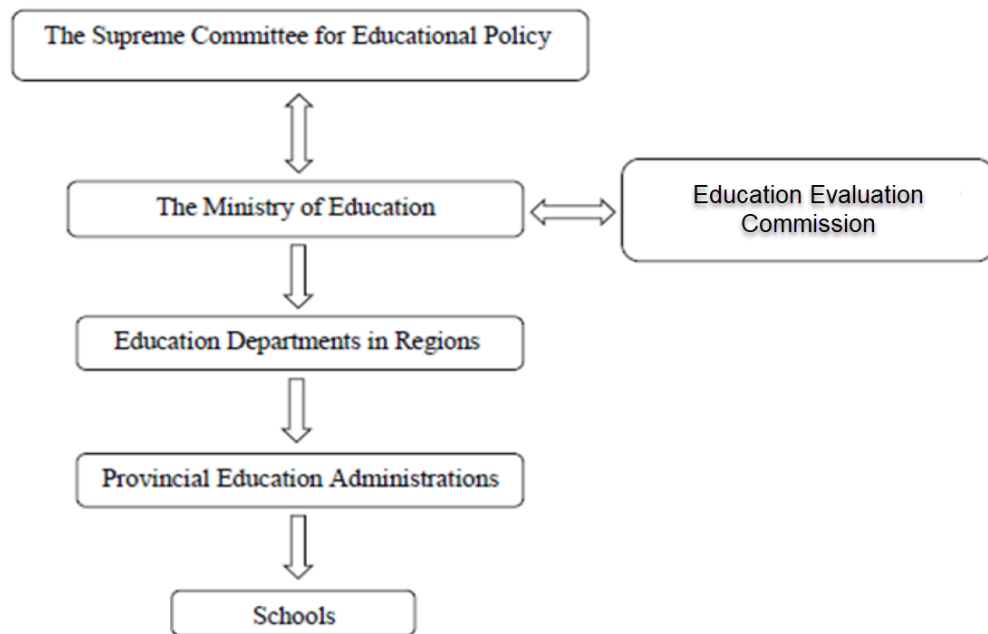 The Supreme Committee for Educational Policy
The Ministry of Education
Education Evaluation
Commission
Education Departments in Regions
Provincial Education Administrations
Schools